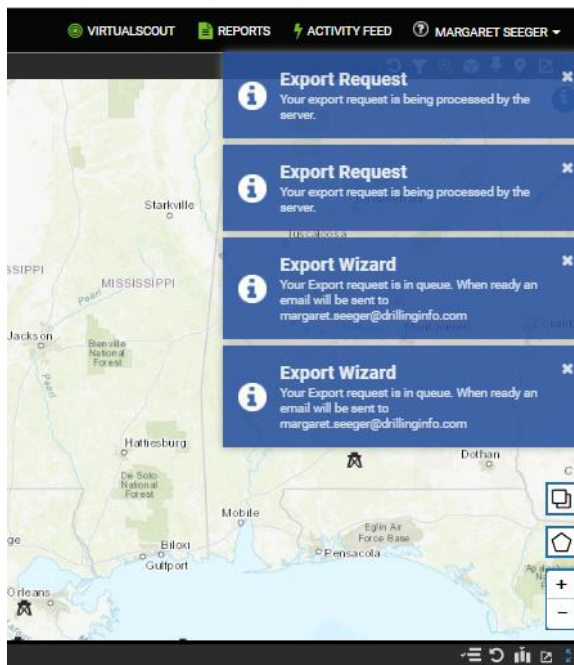 VIRTUALSCOUT
REPORTS
ACTIVITY FEED
MARGARET SEEGER
Export Request
Your export request is being processed by the
server.
Export Request
Your export request is being processed by the
server.
Export Wizard
Your Export request is in queue. When ready an
email will be sent to
margaret.seeger@drillinginfo.com
Export Wizard
Your Export request is in queue. When ready an
email will be sent to
margaret.seeger@drillinginfo.com
Starkville
Tuscaloosa
SSIPPI
MISSISSIPPI
Pearl
Jackson
Bienville
National
Forest
Pearl
Hattiesburg
Dothan
De Soto
National
Forest
Mobile
Eglin Air
Force Base
Biloxi
Pensacola
Gulfport
Orleans
+
−